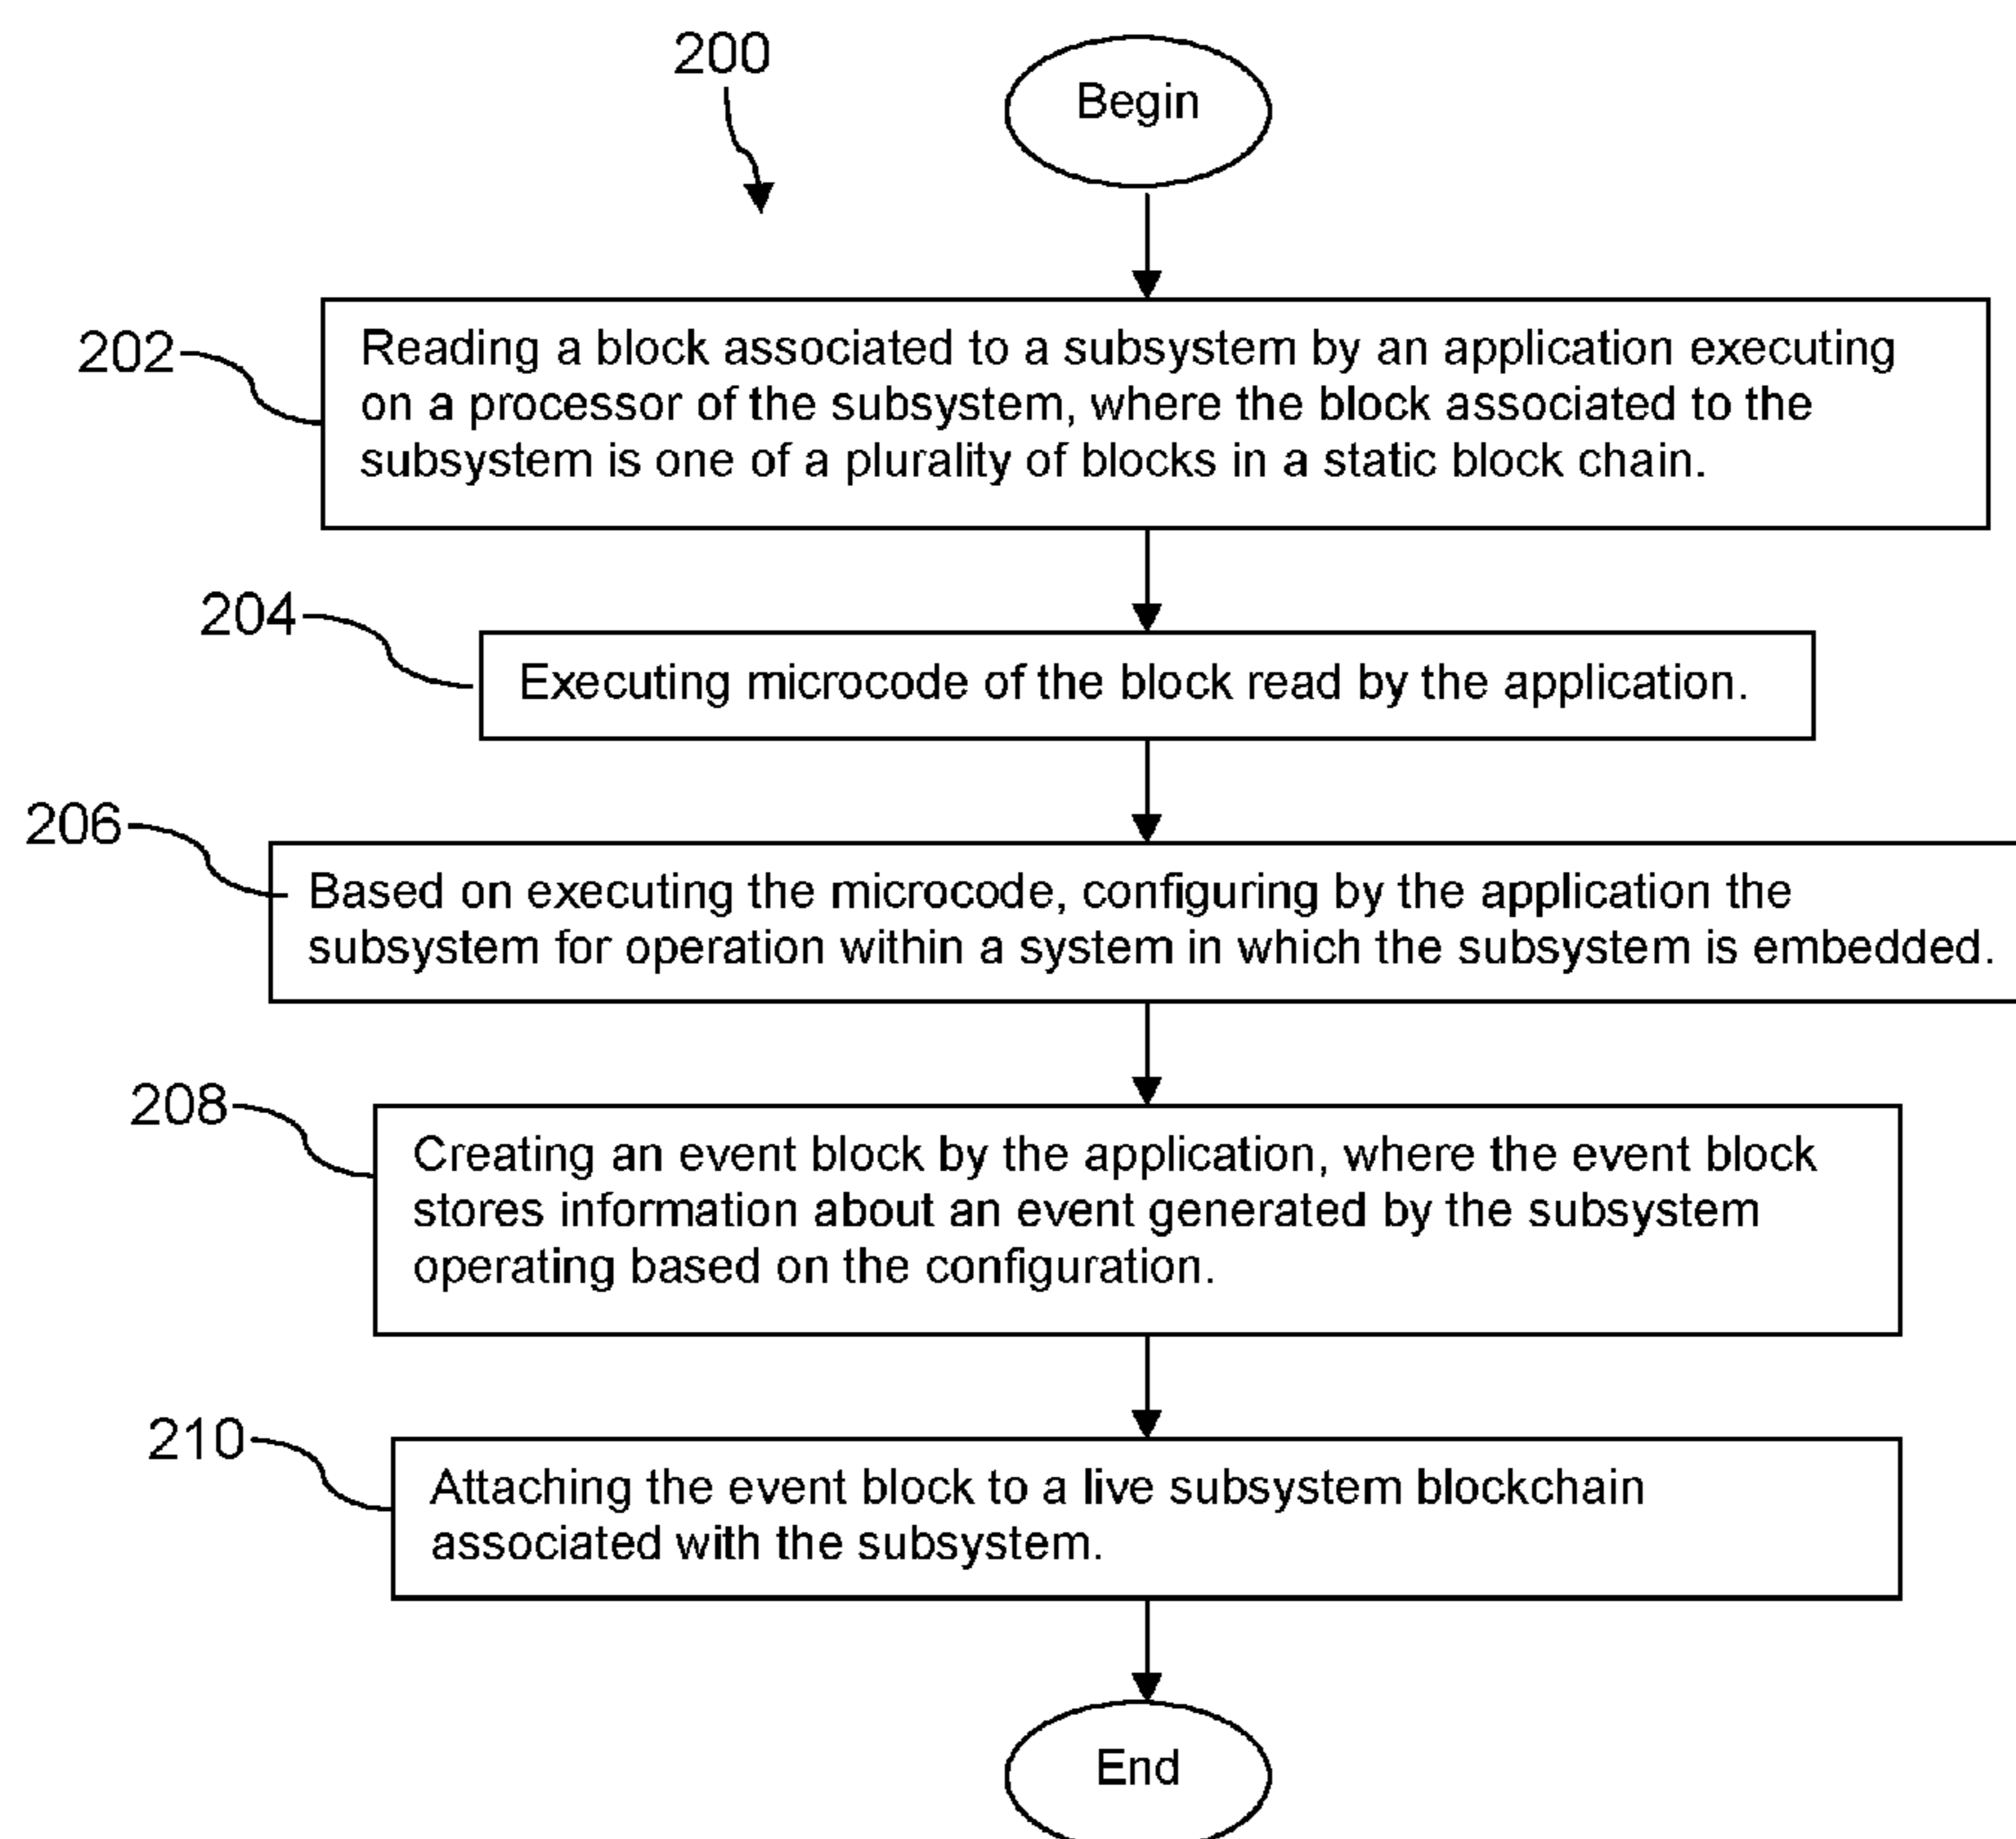 200
Begin
202
Reading a block associated to a subsystem by an application executing
on a processor of the subsystem, where the block associated to the
subsystem is one of a plurality of blocks in a static block chain.
204
Executing microcode of the block read by the application.
206
Based on executing the microcode, configuring by the application the
subsystem for operation within a system in which the subsystem is embedded.
208
Creating an event block by the application, where the event block
stores information about an event generated by the subsystem
operating based on the configuration.
210
Attaching the event block to a live subsystem blockchain
associated with the subsystem.
End